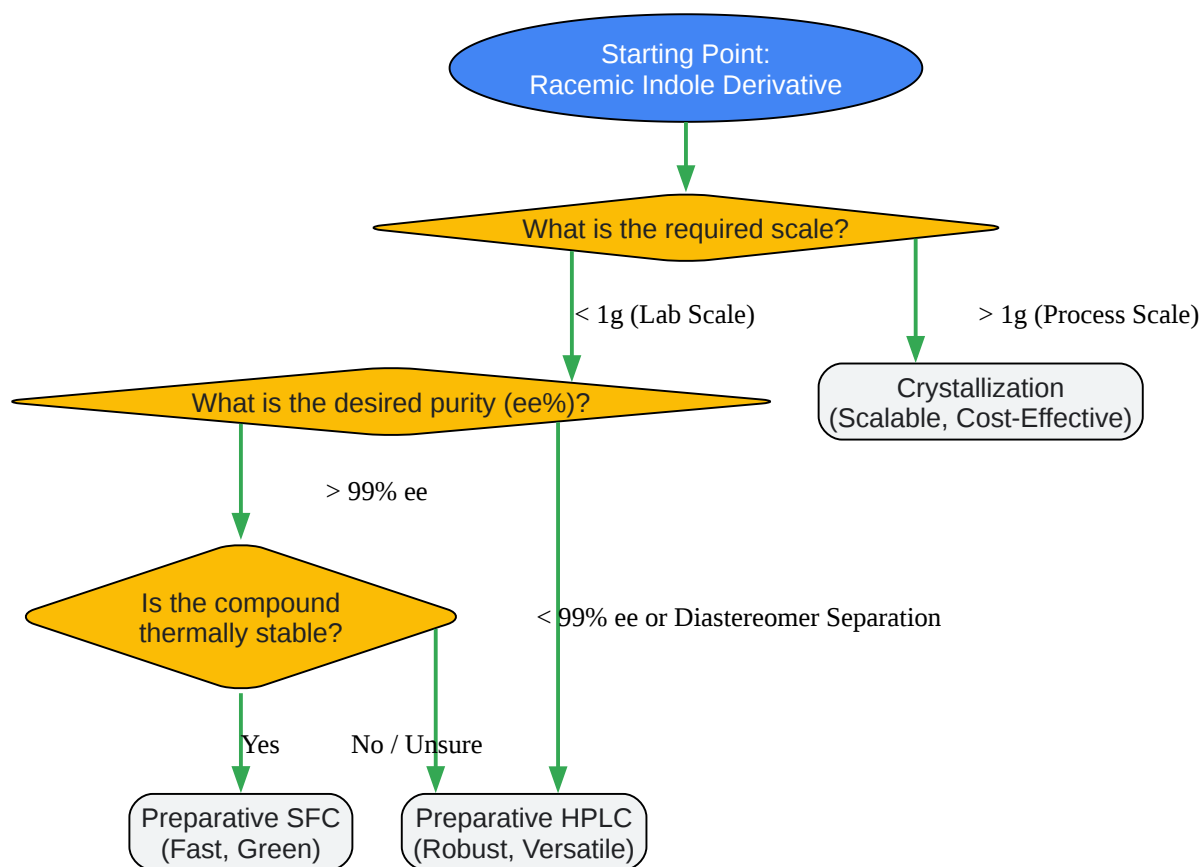 Starting Point:
Racemic Indole Derivative
What is the required scale?
< 1g (Lab Scale)
> 1g (Process Scale)
Crystallization
(Scalable, Cost-Effective)
What is the desired purity (ee%)?
> 99% ee
< 99% ee or Diastereomer Separation
Is the compound
thermally stable?
Yes
No / Unsure
Preparative SFC
(Fast, Green)
Preparative HPLC
(Robust, Versatile)